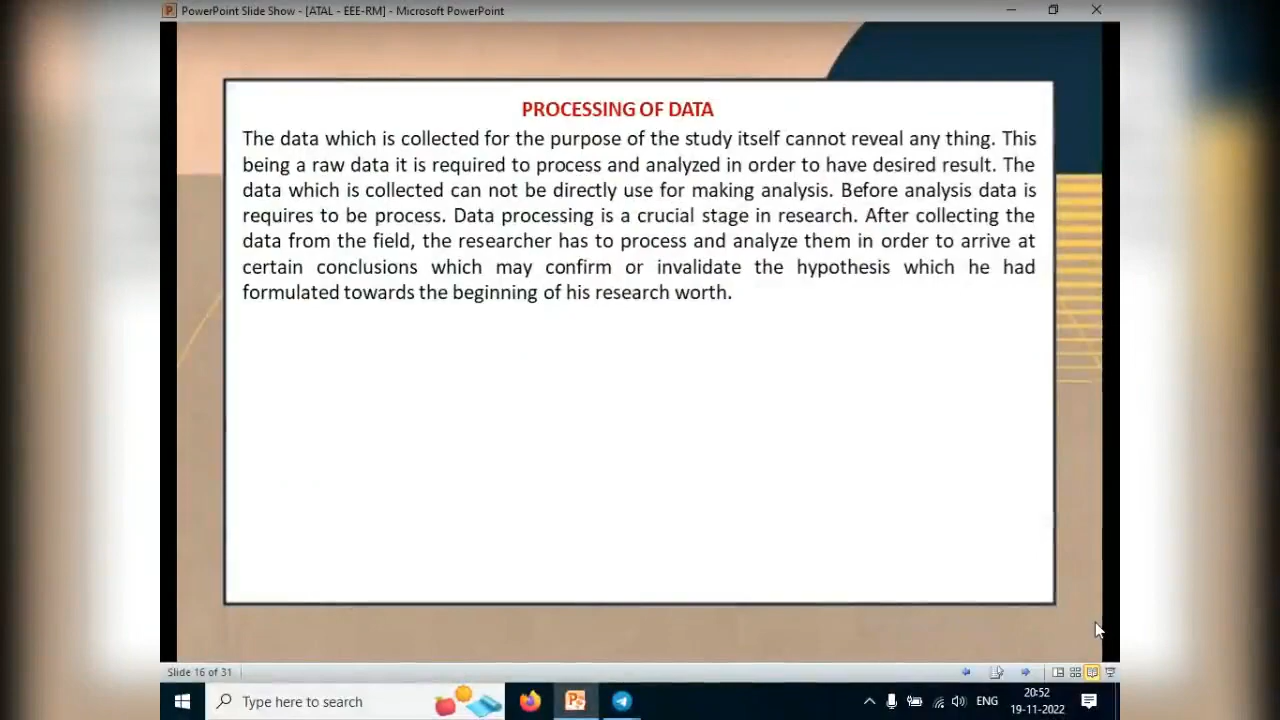 PowerPoint Slide Show - [ATAL - EEE-RM] - Microsoft PowerPoint
PROCESSING OF DATA
The data which is collected for the purpose of the study itself cannot reveal any thing. This
being a raw data it is required to process and analyzed in order to have desired result. The
data which is collected can not be directly use for making analysis. Before analysis data is
requires to be process. Data processing is a crucial stage in research. After collecting the
data from the field, the researcher has to process and analyze them in order to arrive at
certain conclusions which may confirm or invalidate the hypothesis which he had
formulated towards the beginning of his research worth.
Slide 16 of 31
Type here to search
ENG
20:52
19-11-2022